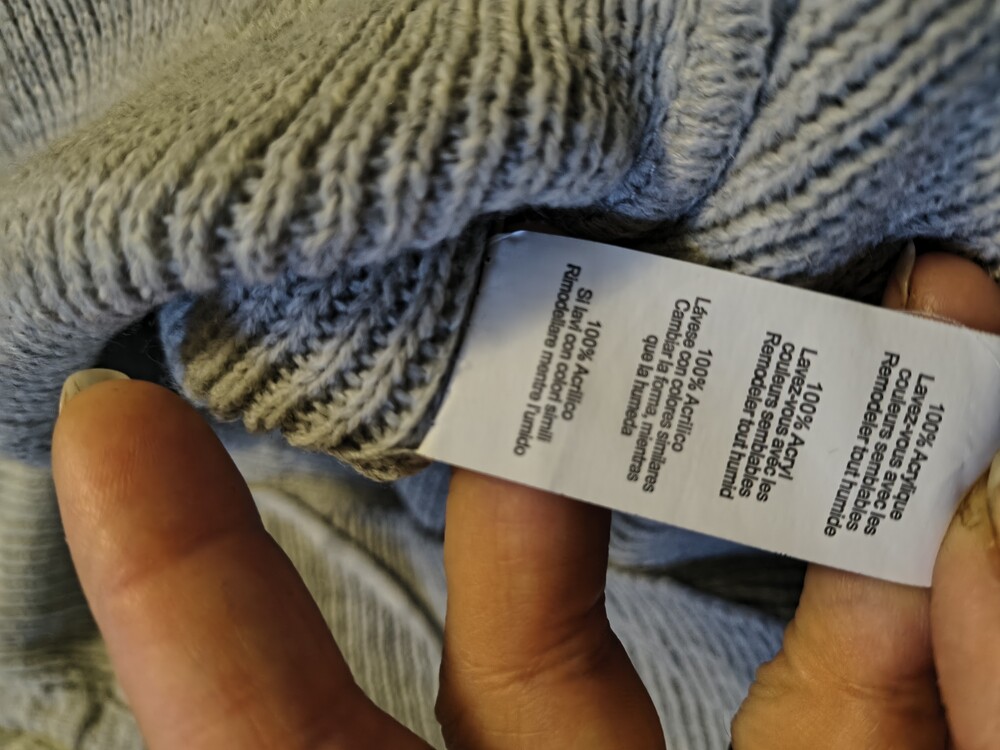 100% Acrylique
Lavez-vous avec les
couleurs semblables
Remodeler tout humide
100% Acryl
Lavez-vous avec les
couleurs semblables
Remodeler tout humid
100% Acrilico
Lávese con colores similares
Cambiar la forma, mientras
que la humeda
100% Acrilico
Si lavi con colori simili
Rimodellare mentre l'umido